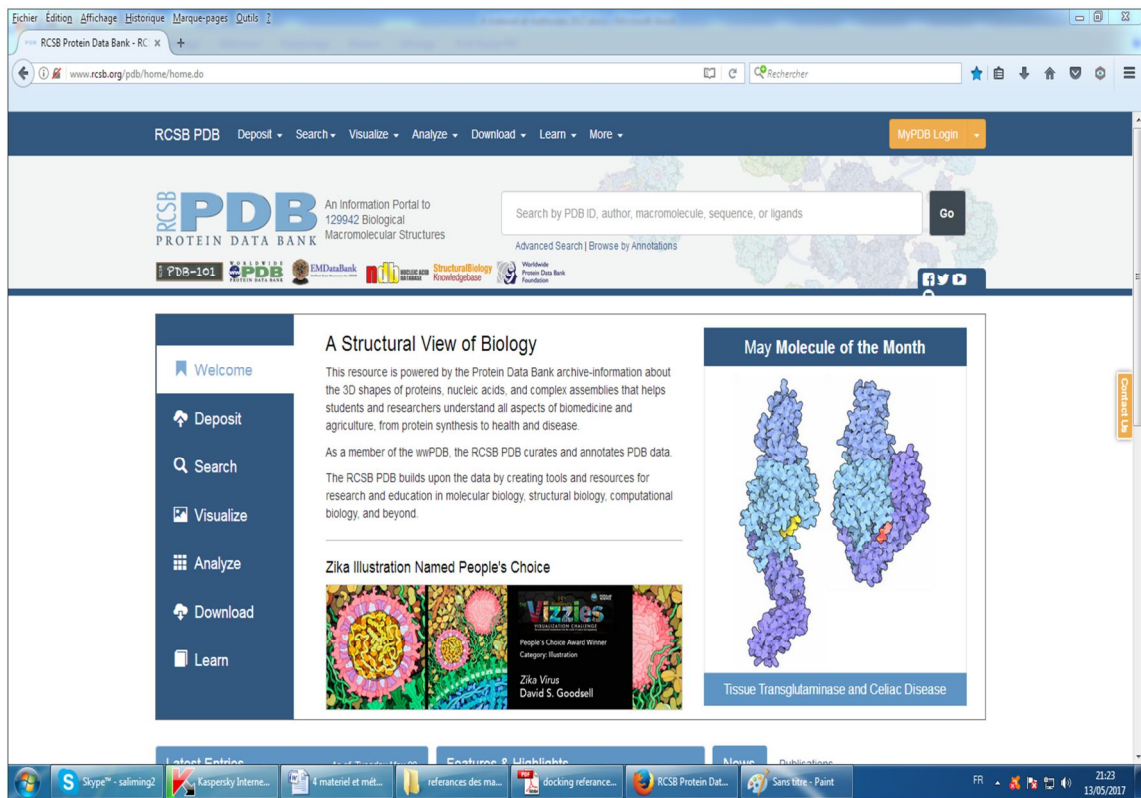 Fichier Édition Affichage Historique Marque-pages Outils ?
RCSB Protein Data Bank - RC
www.rcsb.org/pdb/home/home.do
Rechercher
RCSB PDB Deposit Search Visualize Analyze Download Learn More
MyPDB Login
RCSB PDB
PROTEIN DATA BANK
An Information Portal to
129942 Biological
Macromolecular Structures
Search by PDB ID, author, macromolecule, sequence, or ligands
Go
Advanced Search | Browse by Annotations
PDB-101
WORLDWIDE
PDB
PROTEIN DATA BANK
EMDataBank
ndb NUCLEIC ACID
DATABASE
StructuralBiology
Knowledgebase
Worldwide
Protein Data Bank
Foundation
Contact Us
Welcome
Deposit
Search
Visualize
Analyze
Download
Learn
A Structural View of Biology
This resource is powered by the Protein Data Bank archive-information about
the 3D shapes of proteins, nucleic acids, and complex assemblies that helps
students and researchers understand all aspects of biomedicine and
agriculture, from protein synthesis to health and disease.
As a member of the wwPDB, the RCSB PDB curates and annotates PDB data.
The RCSB PDB builds upon the data by creating tools and resources for
research and education in molecular biology, structural biology, computational
biology, and beyond.
Zika Illustration Named People's Choice
Vizzies
VISUALIZATION CHALLENGE
People's Choice Award Winner
Category: Illustration
Zika Virus
David S. Goodsell
May Molecule of the Month
Tissue Transglutaminase and Celiac Disease
Latest Entries
Features & Highlights
News Publications
Skype™ - saliming2
Kaspersky Interne...
4 materiel et mét...
referances des ma...
docking referance...
RCSB Protein Dat...
Sans titre - Paint
FR
21:23
13/05/2017